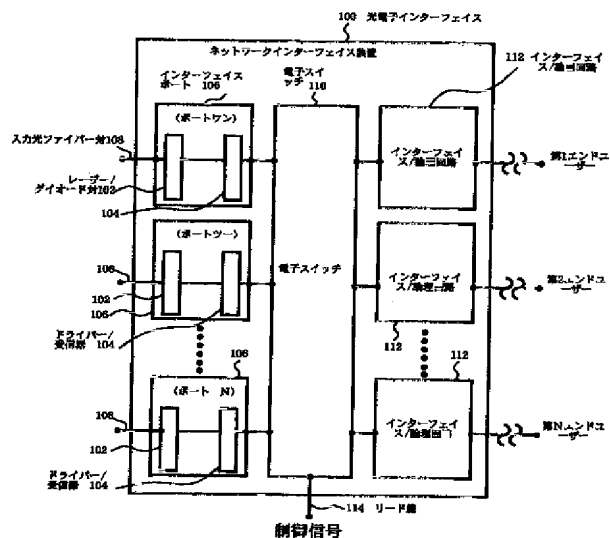 100 光電子インターフェイス
ネットワークインターフェイス装置
インターフェイス
ポート 106
電子スイ
ッチ
110
112 インターフェイ
ス/論理回路
(ポートワン)
入力光ファイバー対108
レーザー/
ダイオード対102
104
インターフェイ
ス/論理回路
第1エンドユ
ーザー
(ポートツー)
108
102
106
電子スイッチ
インターフェイ
ス/論理回路
第2エンドユ
ーザー
ドライバー/
受信器 104
112
112
106
(ポート N)
108
102
インターフェイ
ス/論理回
第Nエンドユ
ーザー
ドライバー/
受信器 104
114 リード線
制御信号